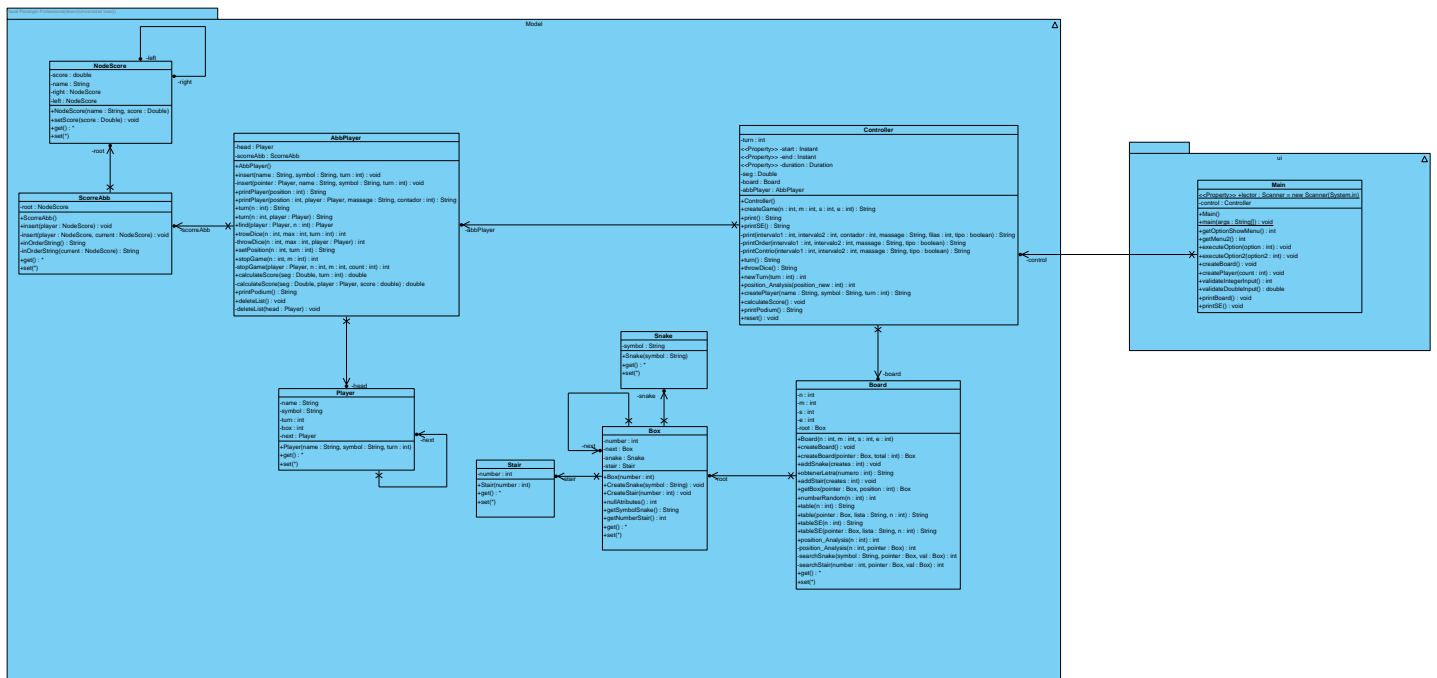 Model
-left
-right
NodeScore
-score : double
-name : String
-right : NodeScore
-left : NodeScore
+NodeScore(name : String, score : Double)
+setScore(score : Double) : void
+get() : *
+set(*)
-root
ScorreAbb
-root : NodeScore
+ScoreAbb()
+insert(player : NodeScore) : void
-insert(player : NodeScore, current : NodeScore) : void
+inOrderString() : String
-inOrderString(current : NodeScore) : String
+get() : *
+set(*)
-scorreAbb
AbbPlayer
-head : Player
-scorreAbb : ScorreAbb
+AbbPlayer()
+insert(name : String, symbol : String, turn : int) : void
-insert(pointer : Player, name : String, symbol : String, turn : int) : void
+printPlayer(position : int) : String
+printPlayer(postion : int, player : Player, massage : String, contador : int) : String
+turn(n : int) : String
+turn(n : int, player : Player) : String
+find(player : Player, n : int) : Player
+trowDice(n : int, max : int, turn : int) : int
-throwDice(n : int, max : int, player : Player) : int
+setPosition(n : int, turn : int) : String
+stopGame(n : int, m : int) : int
-stopGame(player : Player, n : int, m : int, count : int) : int
+calculateScore(seg : Double, turn : int) : double
-calculateScore(seg : Double, player : Player, score : double) : double
+printPodium() : String
+deleteList() : void
-deleteList(head : Player) : void
-abbPlayer
-head
Player
-name : String
-symbol : String
-turn : int
-box : int
-next : Player
+Player(name : String, symbol : String, turn : int)
+get() : *
+set(*)
-next
Controller
-turn : int
<<Property>> -start : Instant
<<Property>> -end : Instant
<<Property>> -duration : Duration
-seg : Double
-board : Board
-abbPlayer : AbbPlayer
+Controller()
+createGame(n : int, m : int, s : int, e : int) : String
+print() : String
+printSE() : String
-print(intervalo1 : int, intervalo2 : int, contador : int, massage : String, filas : int, tipo : boolean) : String
-printOrder(intervalo1 : int, intervalo2 : int, massage : String, tipo : boolean) : String
-printContrio(intervalo1 : int, intervalo2 : int, massage : String, tipo : boolean) : String
+turn() : String
+throwDice() : String
+newTurn(turn : int) : int
+position_Analysis(position_new : int) : int
+createPlayer(name : String, symbol : String, turn : int) : String
+calculateScore() : void
+printPodium() : String
+reset() : void
-control
-board
Snake
-symbol : String
+Snake(symbol : String)
+get() : *
+set(*)
-snake
-next
Box
-number : int
-next : Box
-snake : Snake
-stair : Stair
+Box(number : int)
+CreateSnake(symbol : String) : void
+CreateStair(number : int) : void
+nullAtributes() : int
+getSymbolSnake() : String
+getNumberStair() : int
+get() : *
+set(*)
-stair
Stair
-number : int
+Stair(number : int)
+get() : *
+set(*)
-root
Board
-n : int
-m : int
-s : int
-e : int
-root : Box
+Board(n : int, m : int, s : int, e : int)
+createBoard() : void
+createBoard(pointer : Box, total : int) : Box
+addSnake(creates : int) : void
+obtenerLetra(numero : int) : String
+addStair(creates : int) : void
+getBox(pointer : Box, position : int) : Box
+numberRandom(n : int) : int
+table(n : int) : String
+table(pointer : Box, lista : String, n : int) : String
+tableSE(n : int) : String
+tableSE(pointer : Box, lista : String, n : int) : String
+position_Analysis(n : int) : int
-position_Analysis(n : int, pointer : Box) : int
-searchSnake(symbol : String, pointer : Box, val : Box) : int
-searchStair(number : int, pointer : Box, val : Box) : int
+get() : *
+set(*)
ui
Main
<<Property>> +lector : Scanner = new Scanner(System.in)
-control : Controller
+Main()
+main(args : String[]) : void
+getOptionShowMenu() : int
+getMenu2() : int
+executeOption(option : int) : void
+executeOption2(option2 : int) : void
+createBoard() : void
+createPlayer(count : int) : void
+validateIntegerInput() : int
+validateDoubleInput() : double
+printBoard() : void
+printSE() : void